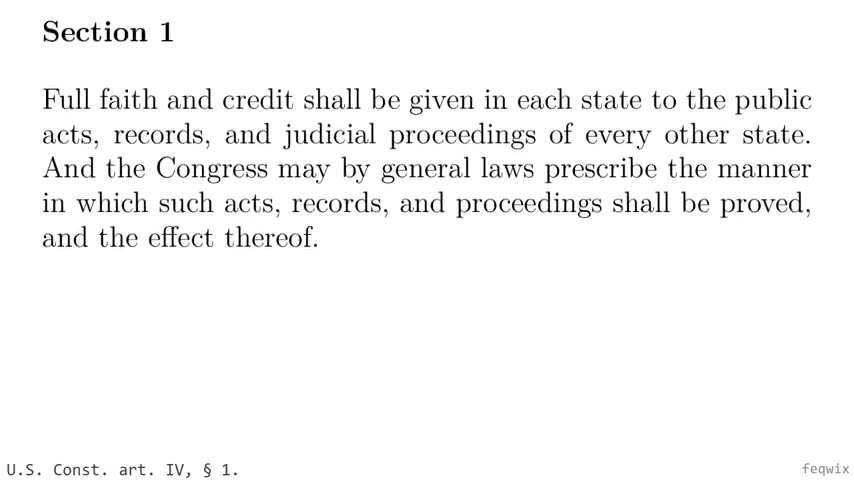 Section 1
Full faith and credit shall be given in each state to the public
acts, records, and judicial proceedings of every other state.
And the Congress may by general laws prescribe the manner
in which such acts, records, and proceedings shall be proved,
and the effect thereof.
U.S. Const. art. IV, § 1.
feqwix